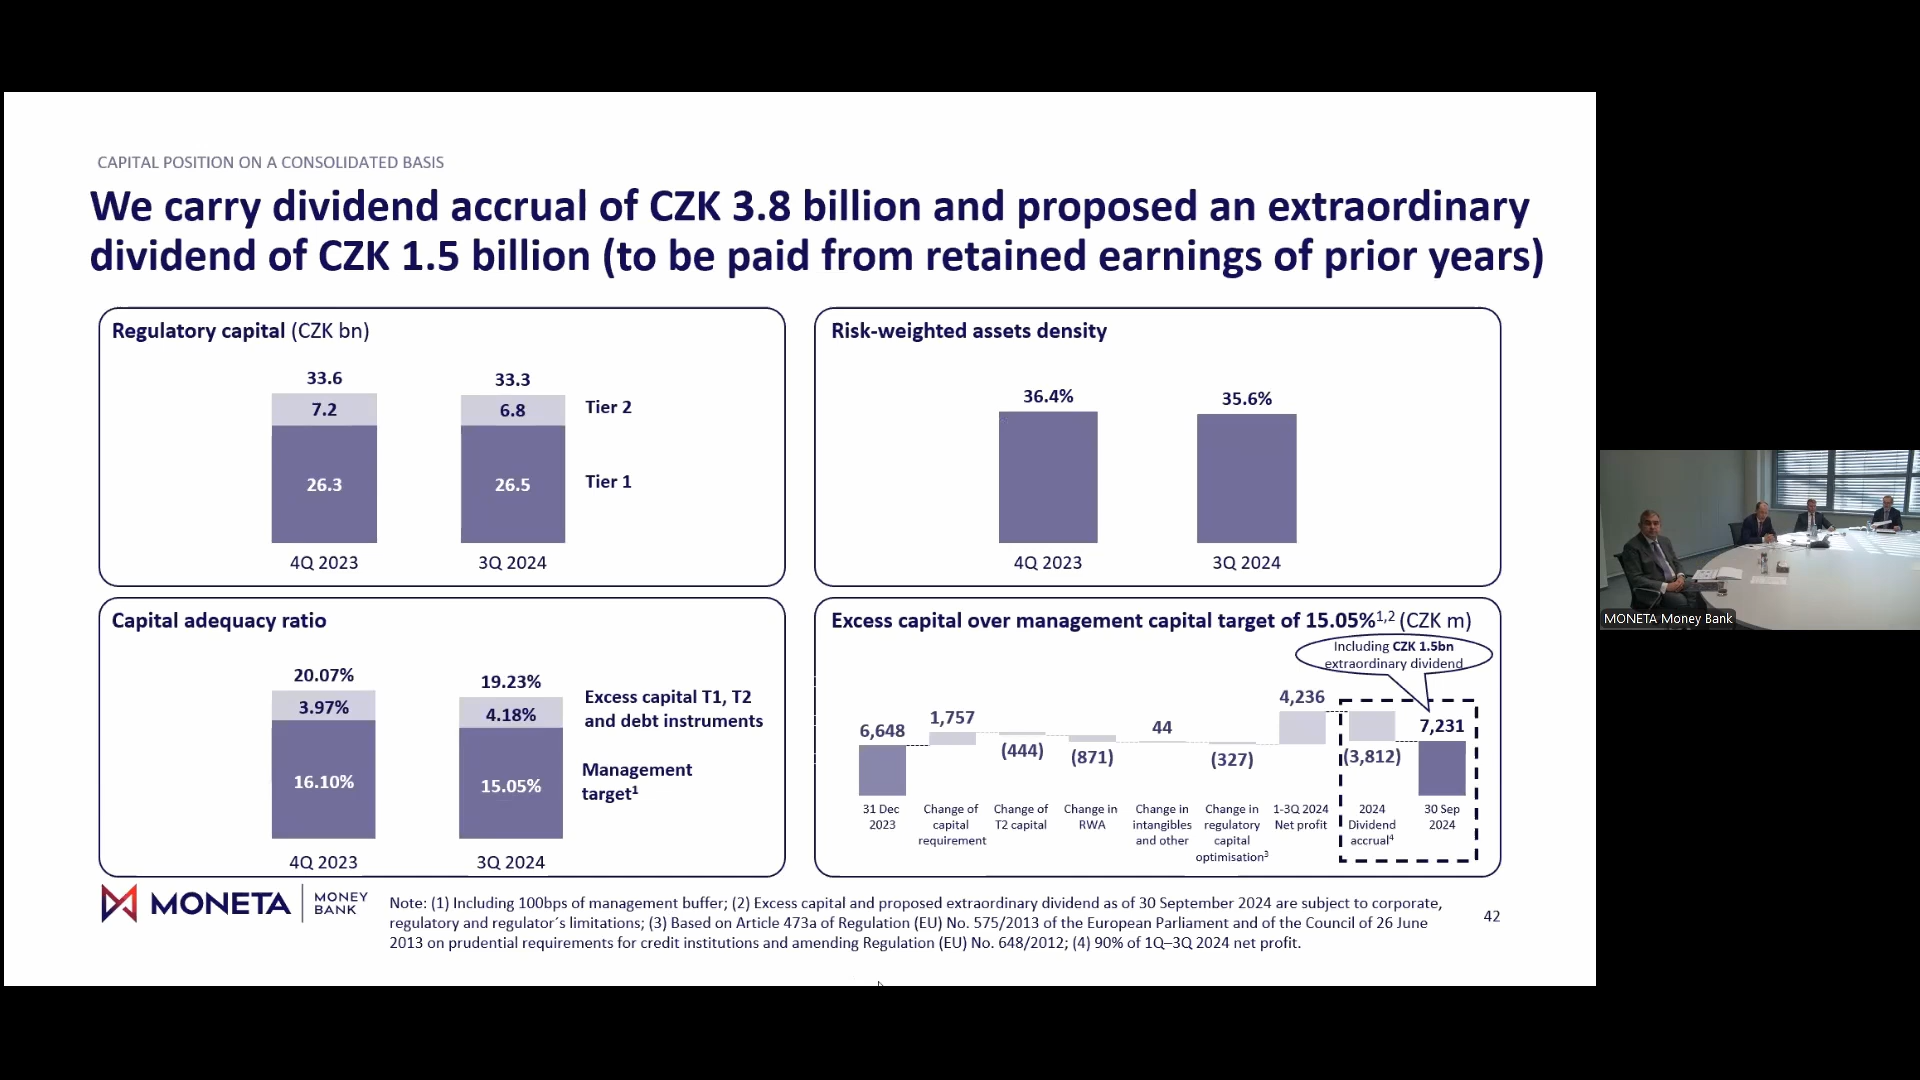 CAPITAL POSITION ON A CONSOLIDATED BASIS
We carry dividend accrual of CZK 3.8 billion and proposed an extraordinary
dividend of CZK 1.5 billion (to be paid from retained earnings of prior years)
Regulatory capital (CZK bn)
33.6
33.3
7.2
6.8
Tier 2
26.3
26.5
Tier 1
4Q 2023
3Q 2024
Risk-weighted assets density
36.4%
35.6%
4Q 2023
3Q 2024
Capital adequacy ratio
20.07%
19.23%
3.97%
4.18%
Excess capital T1, T2
and debt instruments
16.10%
15.05%
Management
target¹
4Q 2023
3Q 2024
Excess capital over management capital target of 15.05%¹,² (CZK m)
Including CZK 1.5bn
extraordinary dividend
6,648
1,757
(444)
(871)
44
(327)
4,236
(3,812)
7,231
31 Dec
2023
Change of
capital
requirement
Change of
T2 capital
Change in
RWA
Change in
intangibles
and other
Change in
regulatory
capital
optimisation³
1-3Q 2024
Net profit
2024
Dividend
accrual⁴
30 Sep
2024
MONETA
MONEY
BANK
Note: (1) Including 100bps of management buffer; (2) Excess capital and proposed extraordinary dividend as of 30 September 2024 are subject to corporate,
regulatory and regulator´s limitations; (3) Based on Article 473a of Regulation (EU) No. 575/2013 of the European Parliament and of the Council of 26 June
2013 on prudential requirements for credit institutions and amending Regulation (EU) No. 648/2012; (4) 90% of 1Q–3Q 2024 net profit.
42
MONETA Money Bank